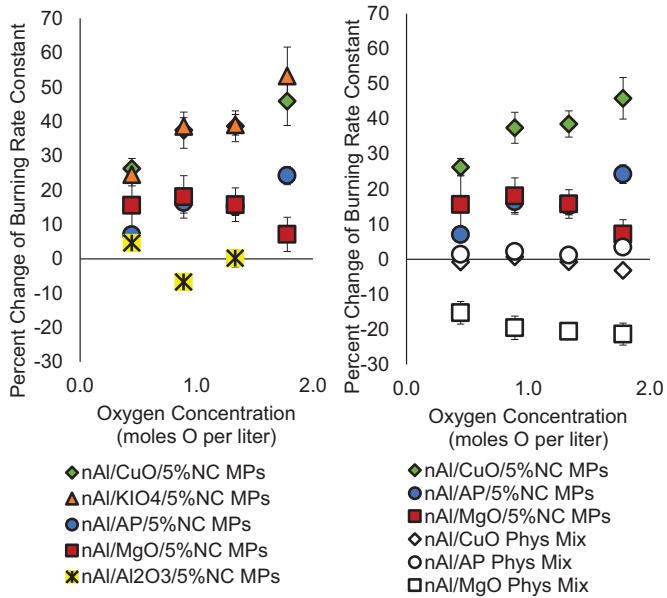 Percent Change of Burning Rate Constant
70
60
50
40
30
20
10
0
-10
-20
-30
0.0
1.0
2.0
Oxygen Concentration
(moles O per liter)
nAl/CuO/5%NC MPs
nAl/KIO4/5%NC MPs
nAl/AP/5%NC MPs
nAl/MgO/5%NC MPs
nAl/Al2O3/5%NC MPs
Percent Change of Burning Rate Constant
70
60
50
40
30
20
10
0
-10
-20
-30
0.0
1.0
2.0
Oxygen Concentration
(moles O per liter)
nAl/CuO/5%NC MPs
nAl/AP/5%NC MPs
nAl/MgO/5%NC MPs
nAl/CuO Phys Mix
nAl/AP Phys Mix
nAl/MgO Phys Mix